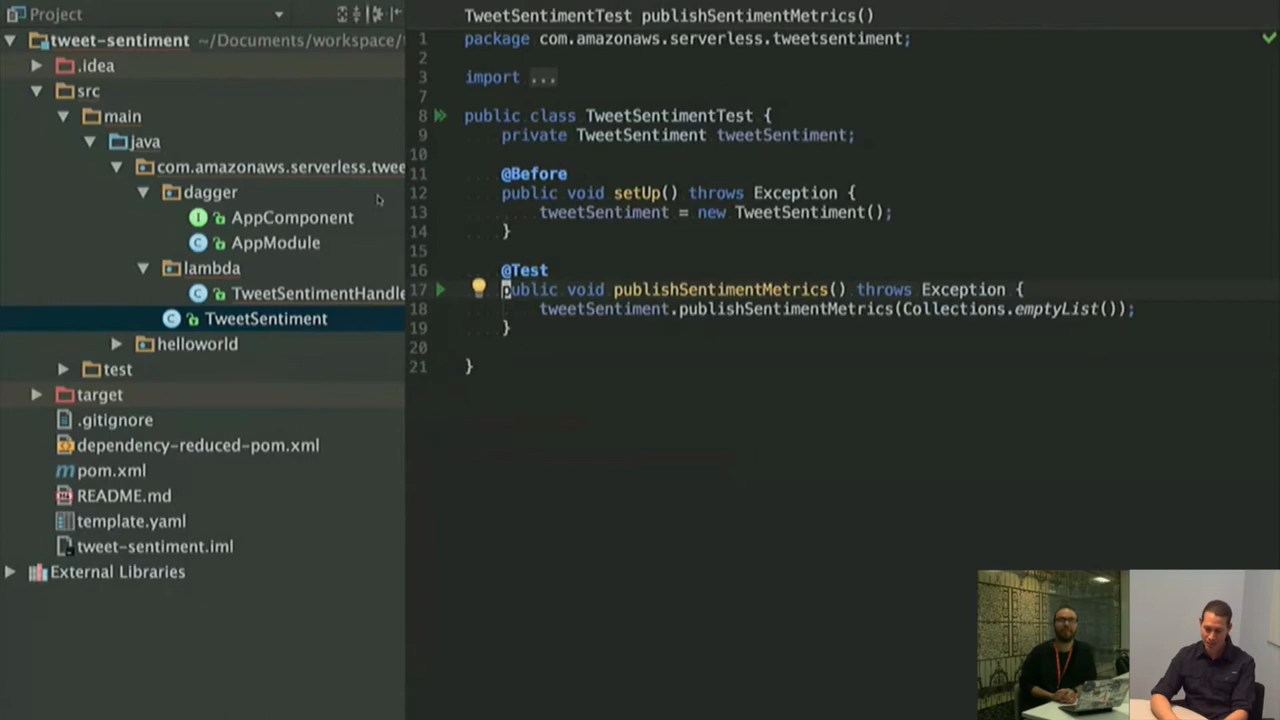 Project
tweet-sentiment ~/Documents/workspace/
.idea
src
main
java
com.amazonaws.serverless.twee
dagger
AppComponent
AppModule
lambda
TweetSentimentHandle
TweetSentiment
helloworld
test
target
.gitignore
dependency-reduced-pom.xml
pom.xml
README.md
template.yaml
tweet-sentiment.iml
External Libraries
TweetSentimentTest publishSentimentMetrics()
1 package com.amazonaws.serverless.tweetsentiment;
2
3 import ...
7
8 public class TweetSentimentTest {
9 private TweetSentiment tweetSentiment;
10
11 @Before
12 public void setUp() throws Exception {
13 tweetSentiment = new TweetSentiment();
14 }
15
16 @Test
17 public void publishSentimentMetrics() throws Exception {
18 tweetSentiment.publishSentimentMetrics(Collections.emptyList());
19 }
20
21 }